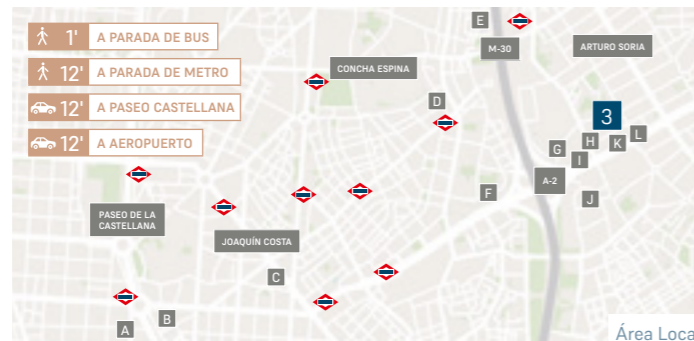 1' A PARADA DE BUS
12' A PARADA DE METRO
12' A PASEO CASTELLANA
12' A AEROPUERTO
E
M-30
ARTURO SORIA
CONCHA ESPINA
D
3
L
H
K
G
I
A-2
F
J
PASEO DE LA
CASTELLANA
JOAQUÍN COSTA
C
B
A
Área Loca